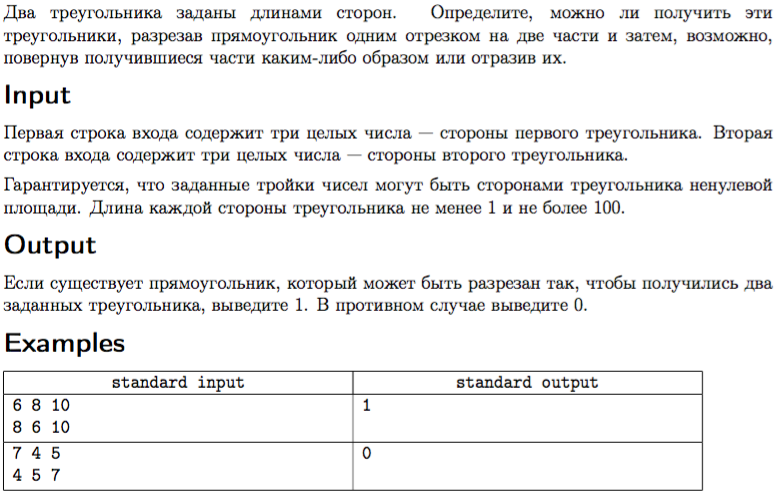 Два треугольника заданы длинами сторон. Определите, можно ли получить эти
треугольники, разрезав прямоугольник одним отрезком на две части и затем, возможно,
повернув получившиеся части каким-либо образом или отразив их.
Input
Первая строка входа содержит три целых числа — стороны первого треугольника. Вторая
строка входа содержит три целых числа — стороны второго треугольника.
Гарантируется, что заданные тройки чисел могут быть сторонами треугольника ненулевой
площади. Длина каждой стороны треугольника не менее 1 и не более 100.
Output
Если существует прямоугольник, который может быть разрезан так, чтобы получились два
заданных треугольника, выведите 1. В противном случае выведите 0.
Examples
standard input standard output
6 8 10 1
8 6 10
7 4 5 0
4 5 7